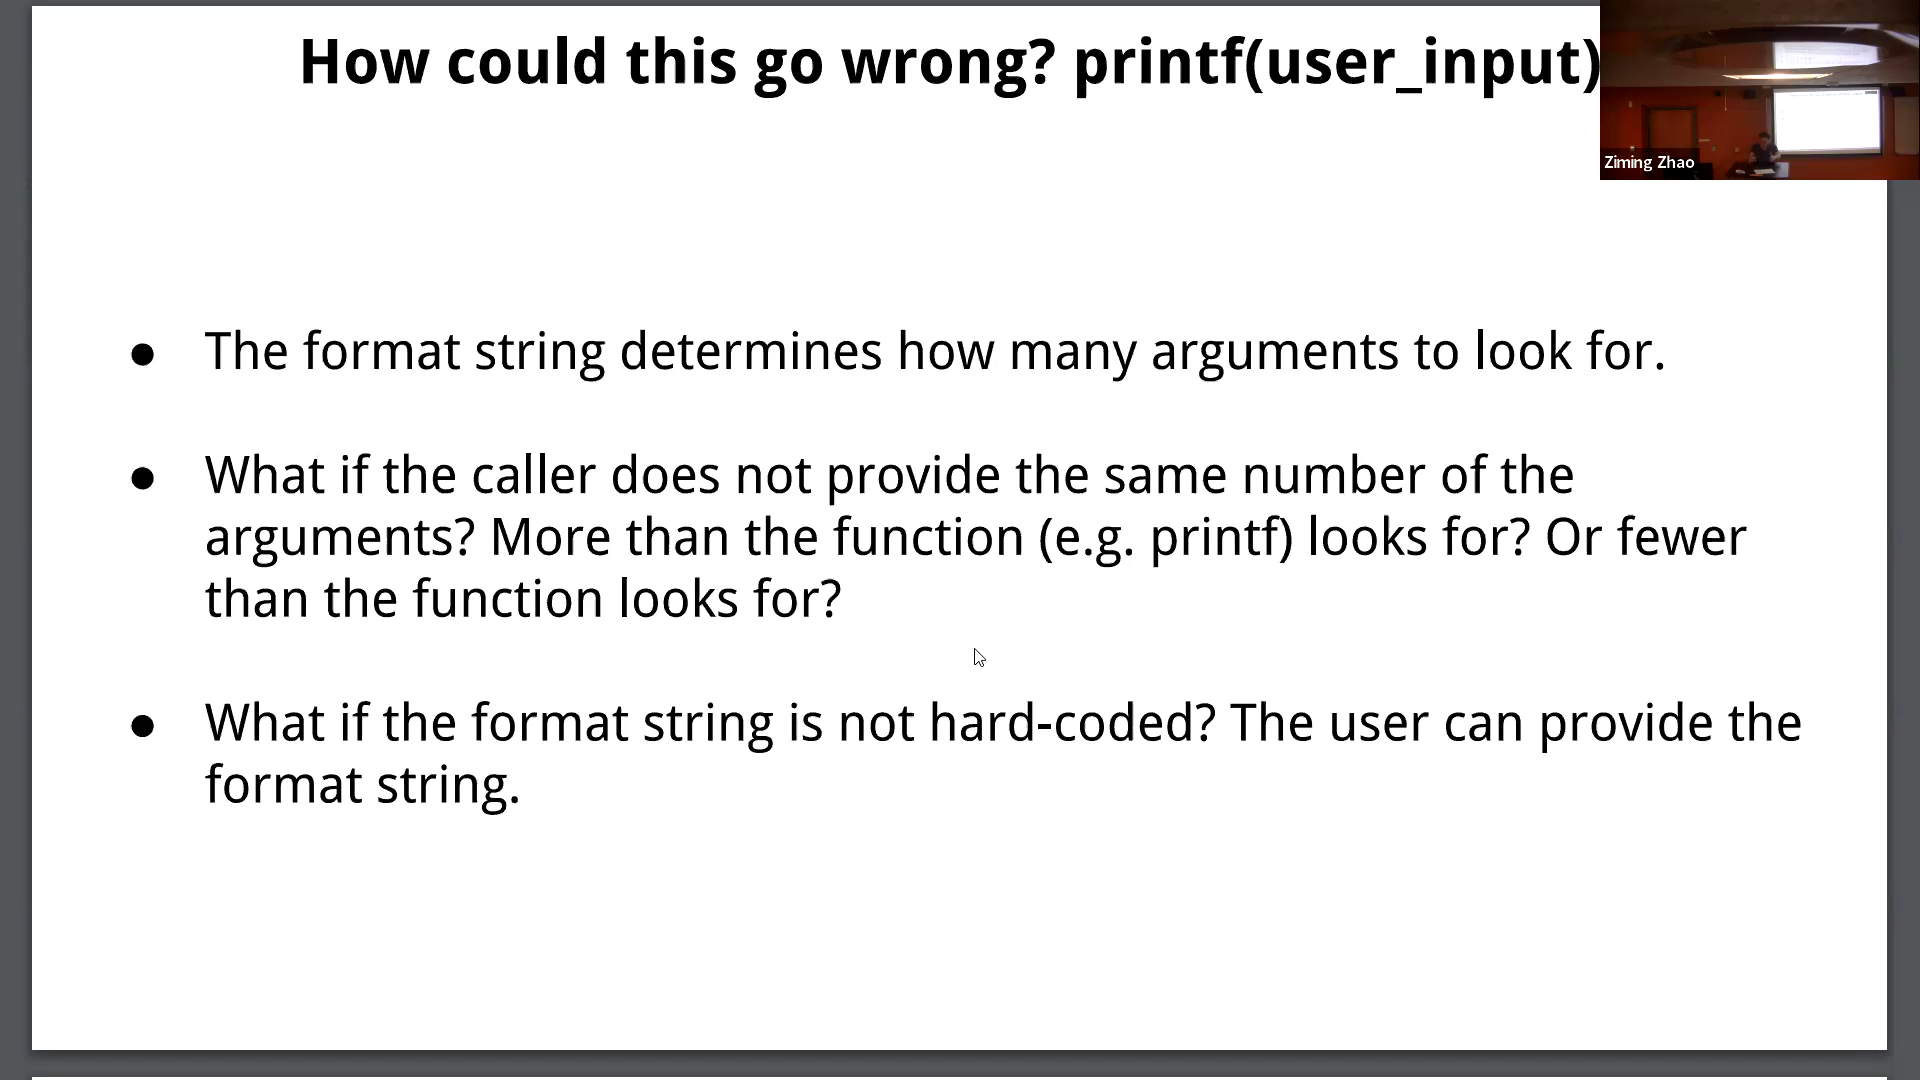 How could this go wrong? printf(user_input)
Ziming Zhao
● The format string determines how many arguments to look for.
● What if the caller does not provide the same number of the
arguments? More than the function (e.g. printf) looks for? Or fewer
than the function looks for?
● What if the format string is not hard-coded? The user can provide the
format string.